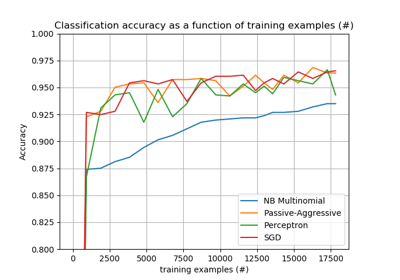 Classification accuracy as a function of training examples (#)
1.000
0.975
0.950
0.925
0.900
0.875
0.850
0.825
0.800
Accuracy
NB Multinomial
Passive-Aggressive
Perceptron
SGD
0 2500 5000 7500 10000 12500 15000 17500
training examples (#)